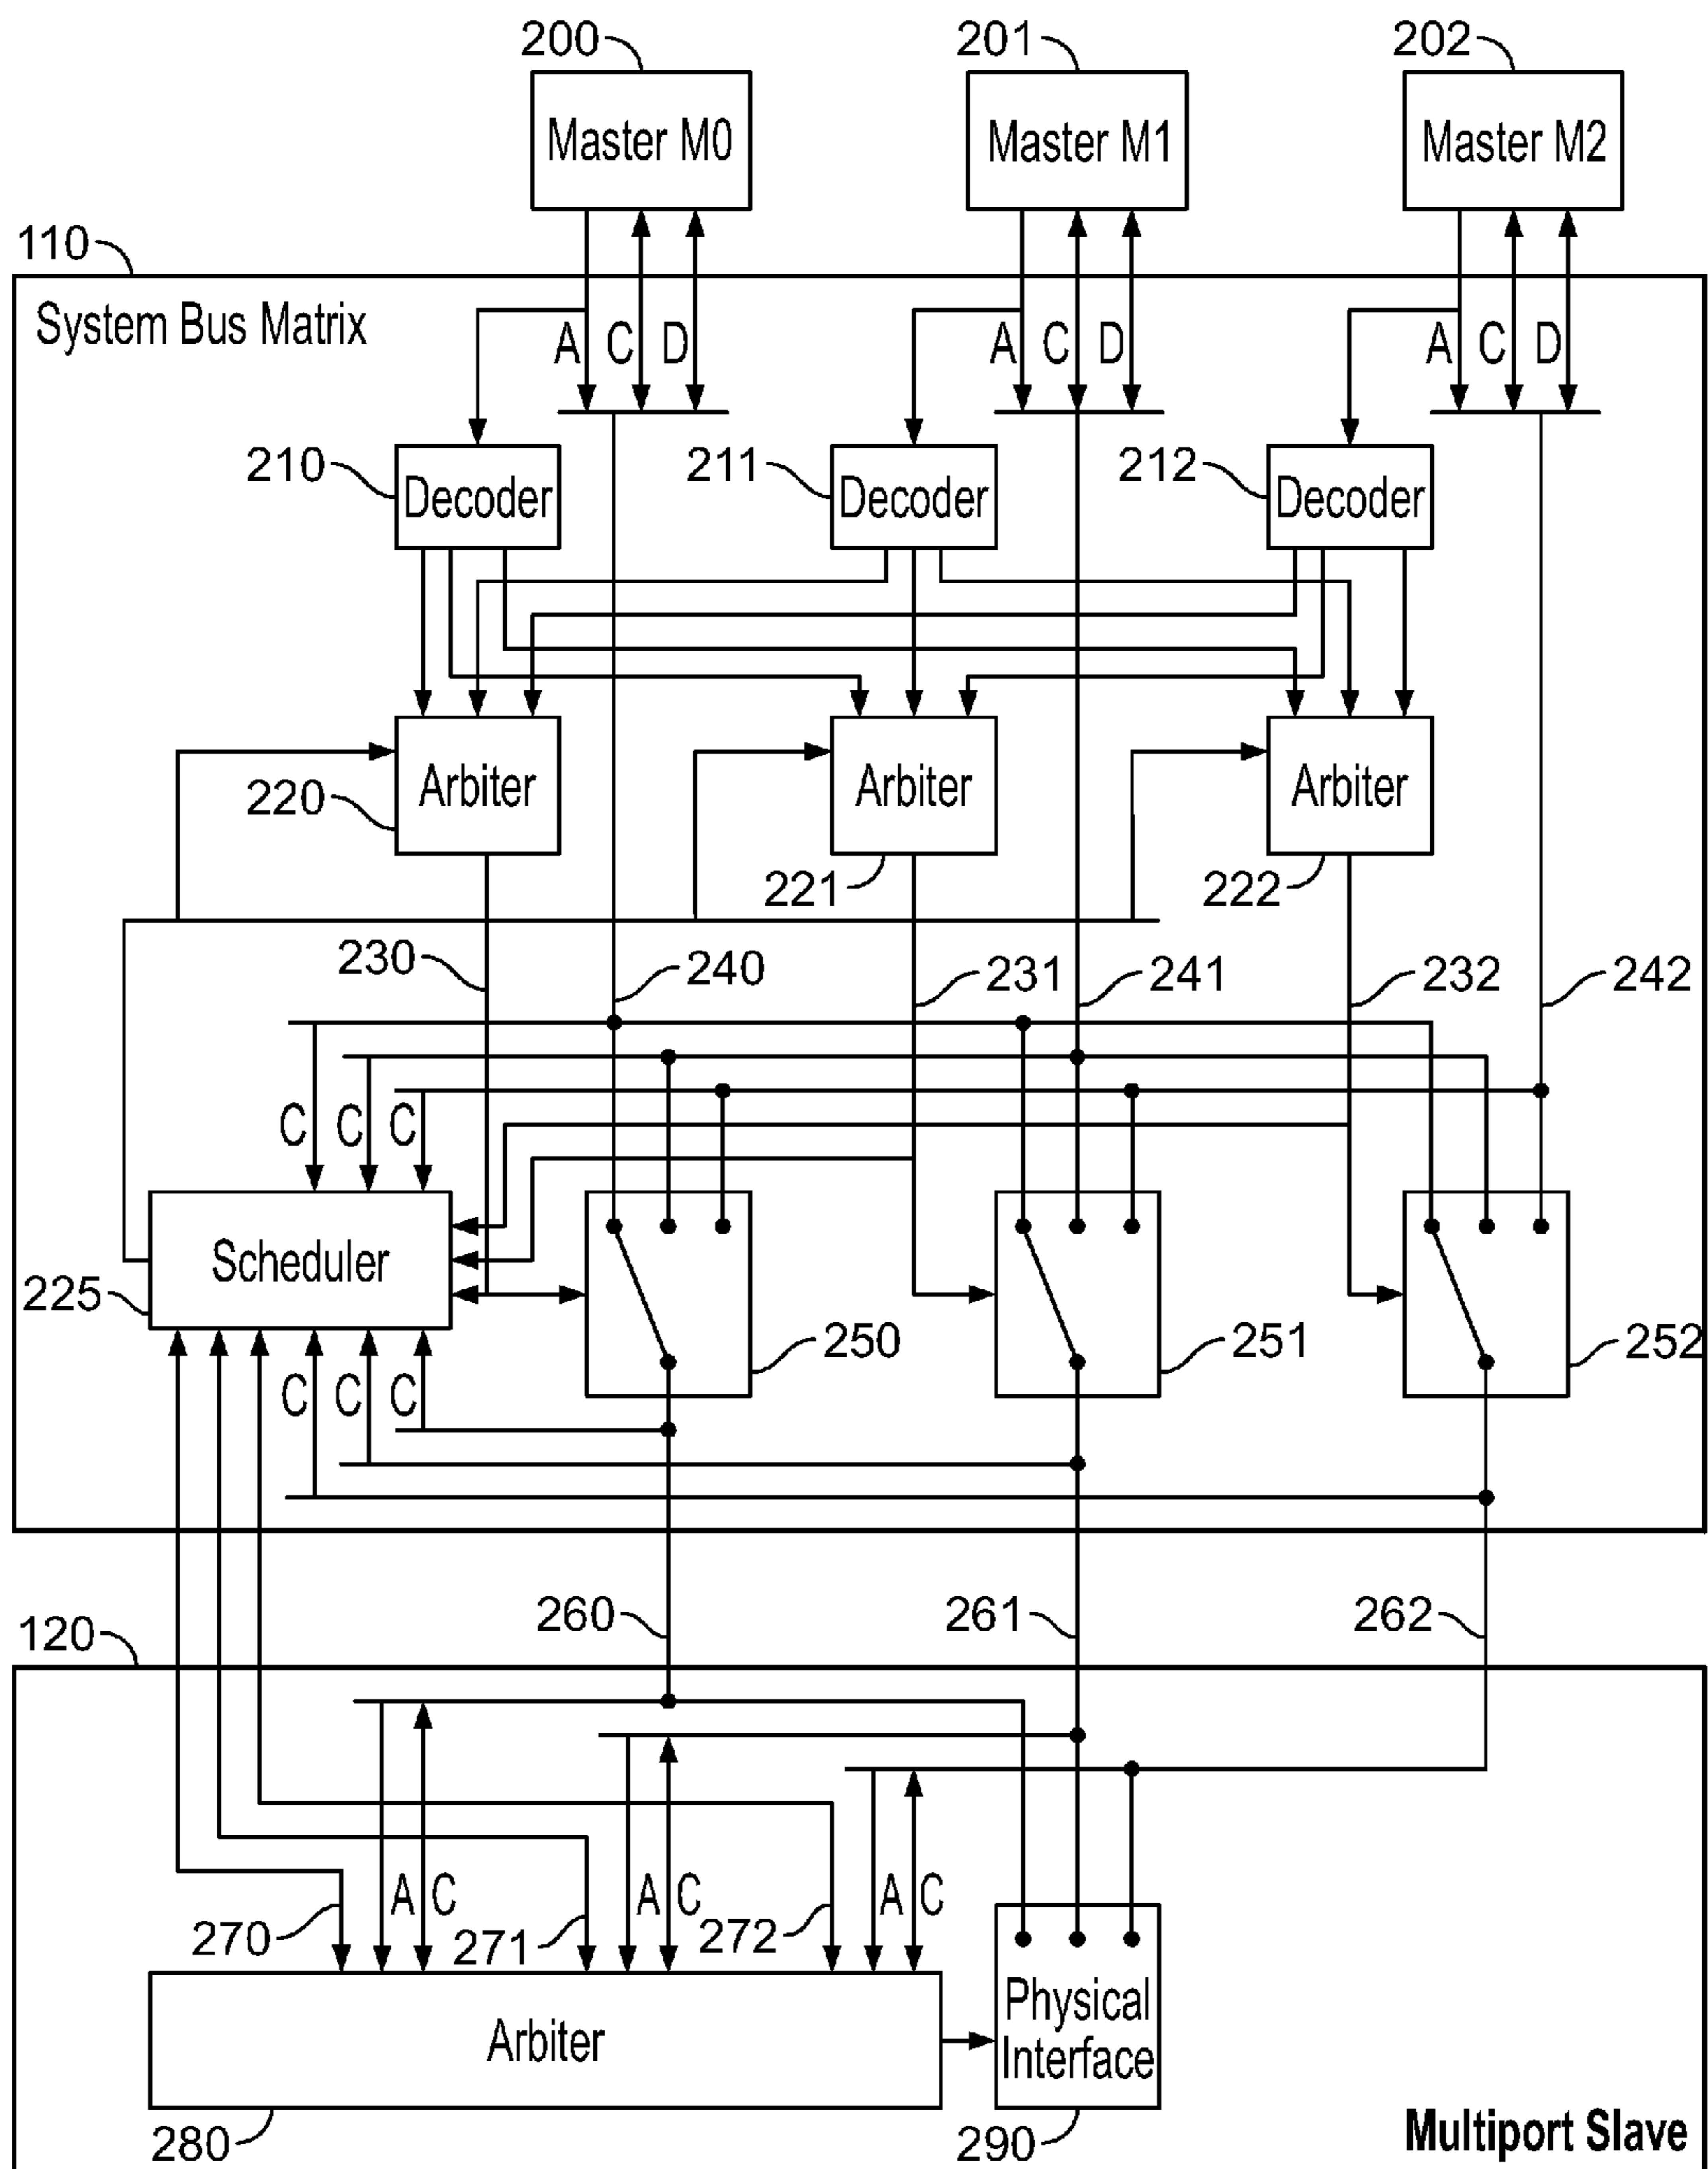 200
201
202
Master M0
Master M1
Master M2
110
System Bus Matrix
A C D
A C D
A C D
210
211
212
Decoder
Decoder
Decoder
Arbiter
Arbiter
Arbiter
220
221
222
230
240
231
241
232
242
C C C
Scheduler
225
250
251
252
C C C
260
261
262
120
A C
A C
A C
270
271
272
Arbiter
Physical
Interface
280
290
Multiport Slave